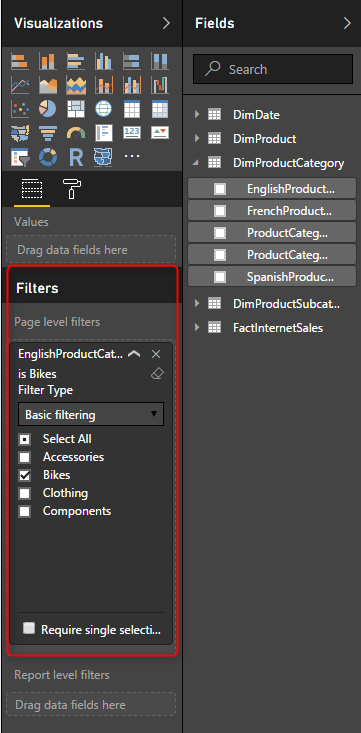 Visualizations
123
R
...
Values
Drag data fields here
Filters
Page level filters
EnglishProductCat...
is Bikes
Filter Type
Basic filtering
Select All
Accessories
Bikes
Clothing
Components
Require single selecti...
Report level filters
Drag data fields here
Fields
Search
DimDate
DimProduct
DimProductCategory
EnglishProduct...
FrenchProduct...
ProductCateg...
ProductCateg...
SpanishProduc...
DimProductSubcat...
FactInternetSales